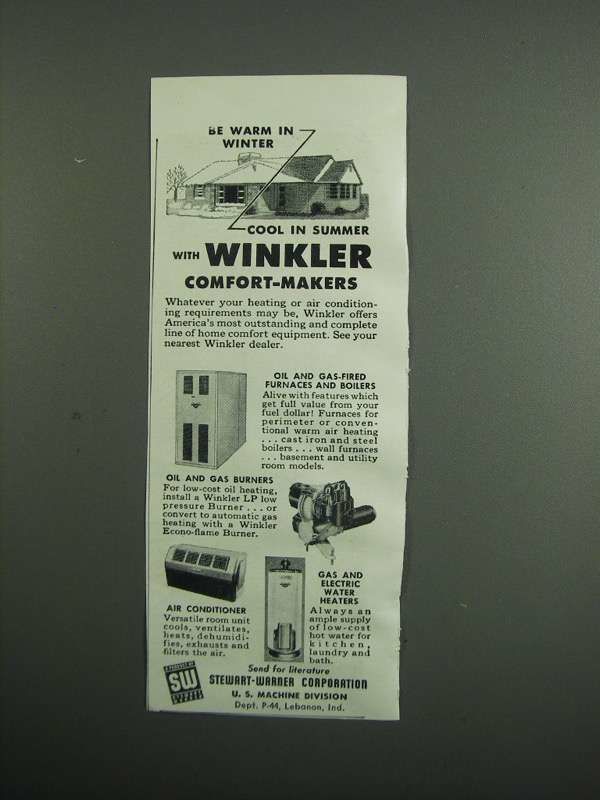 BE WARM IN
WINTER
COOL IN SUMMER
WITH WINKLER
COMFORT-MAKERS
Whatever your heating or air condition-
ing requirements may be, Winkler offers
America's most outstanding and complete
line of home comfort equipment. See your
nearest Winkler dealer.
OIL AND GAS-FIRED
FURNACES AND BOILERS
Alive with features which
get full value from your
fuel dollar! Furnaces for
perimeter or conven-
tional warm air heating
. . . cast iron and steel
boilers . . . wall furnaces
. . . basement and utility
room models.
OIL AND GAS BURNERS
For low-cost oil heating,
install a Winkler LP low
pressure Burner . . . or
convert to automatic gas
heating with a Winkler
Econo-flame Burner.
AIR CONDITIONER
Versatile room unit
cools, ventilates,
heats, dehumidi-
fies, exhausts and
filters the air.
GAS AND
ELECTRIC
WATER
HEATERS
Always an
ample supply
of low-cost
hot water for
kitchen,
laundry and
bath.
Send for literature
A PRODUCT OF
SW
STEWART-WARNER CORPORATION
U. S. MACHINE DIVISION
Dept. P-44, Lebanon, Ind.